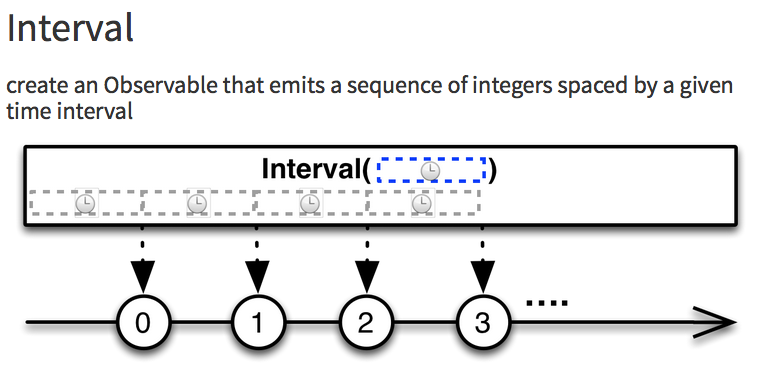 Interval
create an Observable that emits a sequence of integers spaced by a given
time interval
Interval( )
0 1 2 3 ....